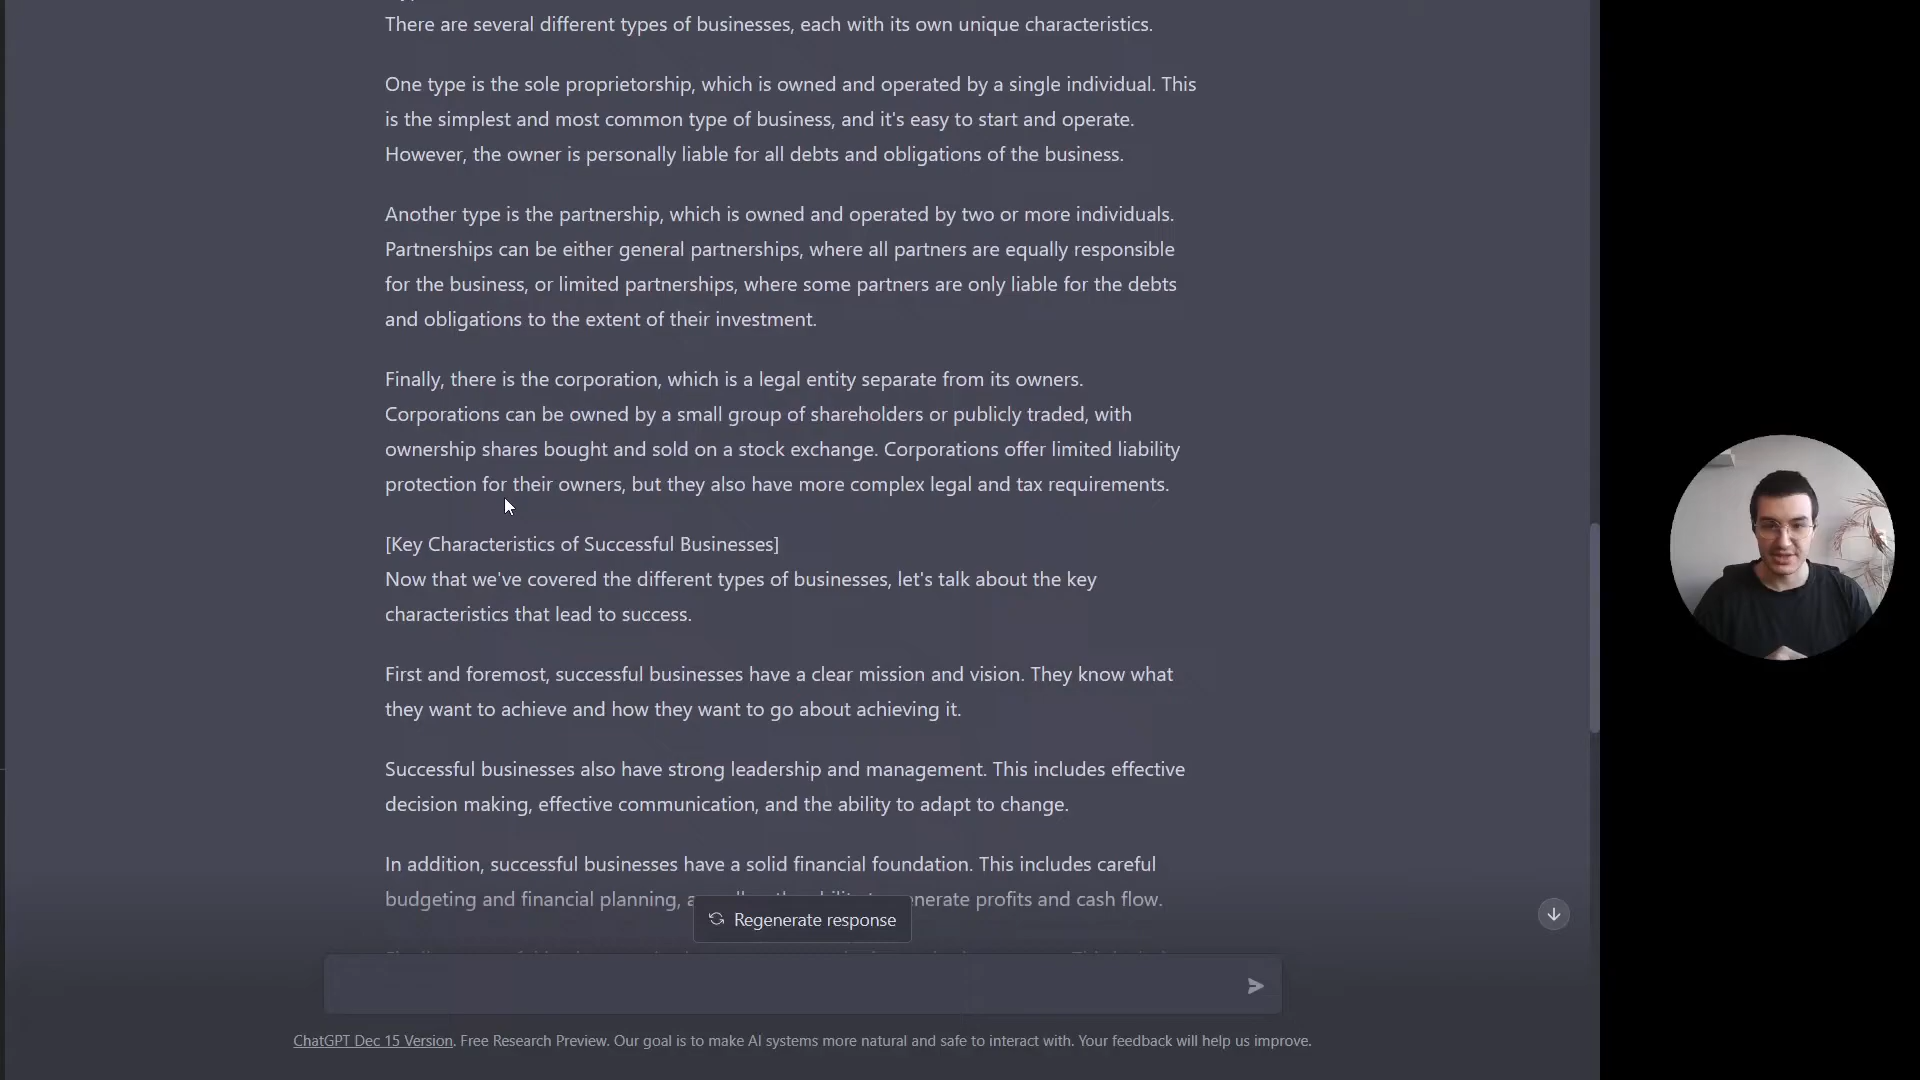 There are several different types of businesses, each with its own unique characteristics.
One type is the sole proprietorship, which is owned and operated by a single individual. This
is the simplest and most common type of business, and it's easy to start and operate.
However, the owner is personally liable for all debts and obligations of the business.
Another type is the partnership, which is owned and operated by two or more individuals.
Partnerships can be either general partnerships, where all partners are equally responsible
for the business, or limited partnerships, where some partners are only liable for the debts
and obligations to the extent of their investment.
Finally, there is the corporation, which is a legal entity separate from its owners.
Corporations can be owned by a small group of shareholders or publicly traded, with
ownership shares bought and sold on a stock exchange. Corporations offer limited liability
protection for their owners, but they also have more complex legal and tax requirements.
[Key Characteristics of Successful Businesses]
Now that we've covered the different types of businesses, let's talk about the key
characteristics that lead to success.
First and foremost, successful businesses have a clear mission and vision. They know what
they want to achieve and how they want to go about achieving it.
Successful businesses also have strong leadership and management. This includes effective
decision making, effective communication, and the ability to adapt to change.
In addition, successful businesses have a solid financial foundation. This includes careful
budgeting and financial planning, profits and cash flow.
Regenerate response
ChatGPT Dec 15 Version. Free Research Preview. Our goal is to make AI systems more natural and safe to interact with. Your feedback will help us improve.